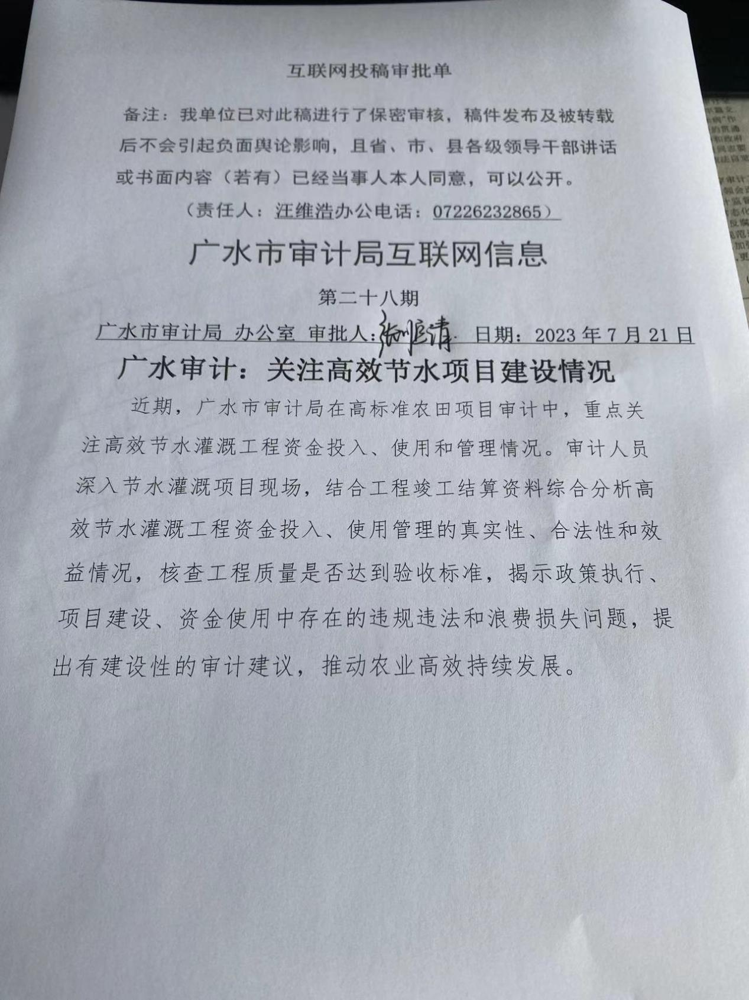 互联网投稿审批单
备注：我单位已对此稿进行了保密审核，稿件发布及被转载
后不会引起负面舆论影响，且省、市、县各级领导干部讲话
或书面内容（若有）已经当事人本人同意，可以公开。
（责任人：汪维浩办公电话：07226232865）
广水市审计局互联网信息
第二十八期
广水市审计局 办公室 审批人： 日期：2023年7月21日
广水审计：关注高效节水项目建设情况
近期，广水市审计局在高标准农田项目审计中，重点关
注高效节水灌溉工程资金投入、使用和管理情况。审计人员
深入节水灌溉项目现场，结合工程竣工结算资料综合分析高
效节水灌溉工程资金投入、使用管理的真实性、合法性和效
益情况，核查工程质量是否达到验收标准，揭示政策执行、
项目建设、资金使用中存在的违规违法和浪费损失问题，提
出有建设性的审计建议，推动农业高效持续发展。